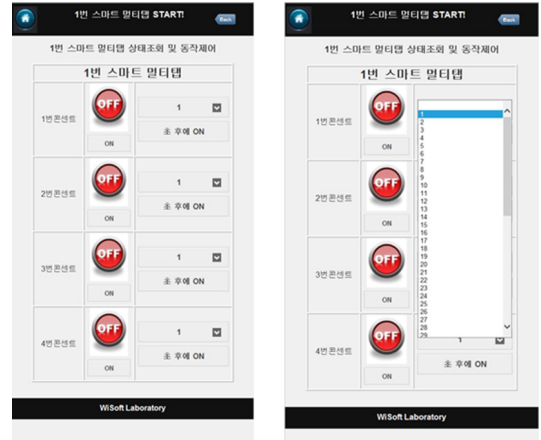 1번 스마트 멀티탭 START!
Back
1번 스마트 멀티탭 상태조회 및 동작제어
1번 스마트 멀티탭
1번콘센트
OFF
ON
1
초 후에 ON
2번콘센트
OFF
ON
1
초 후에 ON
3번콘센트
OFF
ON
1
초 후에 ON
4번콘센트
OFF
ON
1
초 후에 ON
WiSoft Laboratory
1번 스마트 멀티탭 START!
Back
1번 스마트 멀티탭 상태조회 및 동작제어
1번 스마트 멀티탭
1번콘센트
OFF
ON
1
2
3
4
5
6
7
8
9
10
11
12
13
14
15
16
17
18
19
20
21
22
23
24
25
26
27
28
29
2번콘센트
OFF
ON
3번콘센트
OFF
ON
4번콘센트
OFF
ON
1
초 후에 ON
WiSoft Laboratory